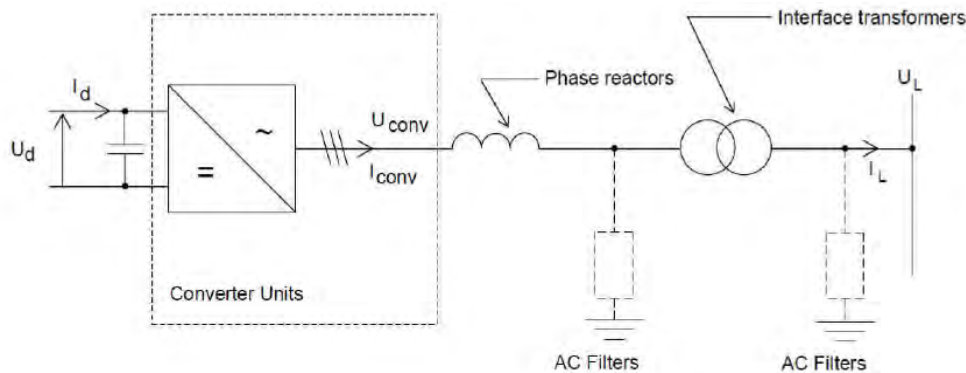 Interface transformers
Phase reactors
I_d
U_d
~
=
U_conv
I_conv
U_L
I_L
Converter Units
AC Filters
AC Filters